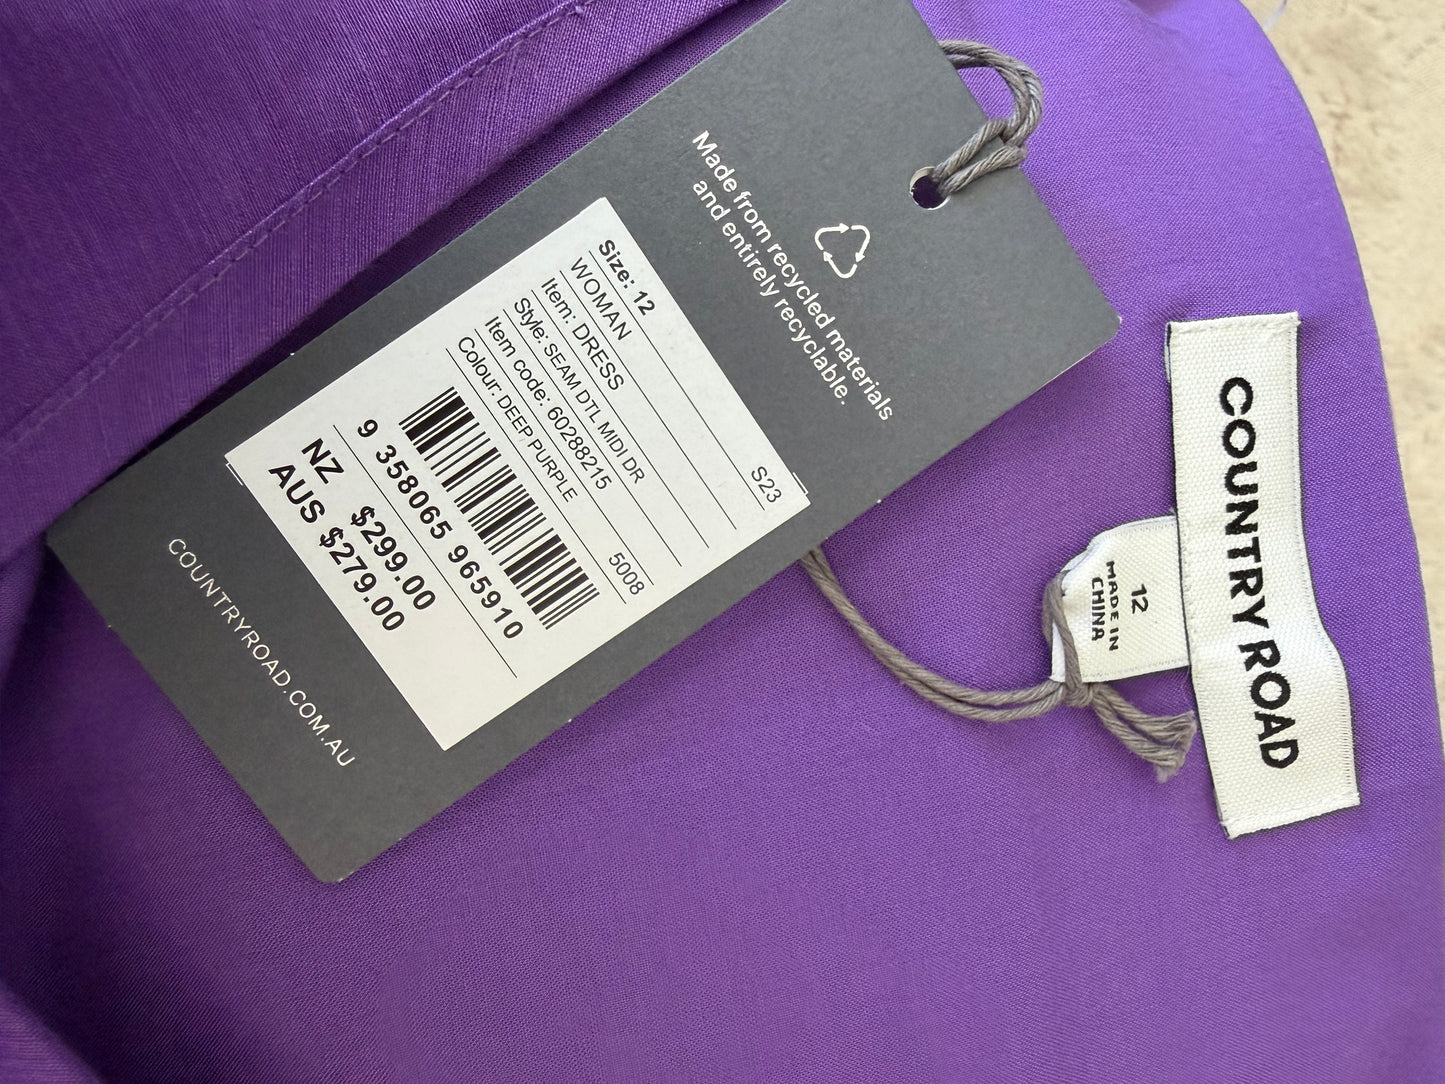 Made from recycled materials
and entirely recyclable.
Size: 12
WOMAN S23
Item: DRESS
Style: SEAM DTL MIDI DR
Item code: 60288215
Colour: DEEP PURPLE 5008
9 358065 965910
NZ $299.00
AUS $279.00
COUNTRYROAD.COM.AU
COUNTRY ROAD
12
MADE IN
CHINA